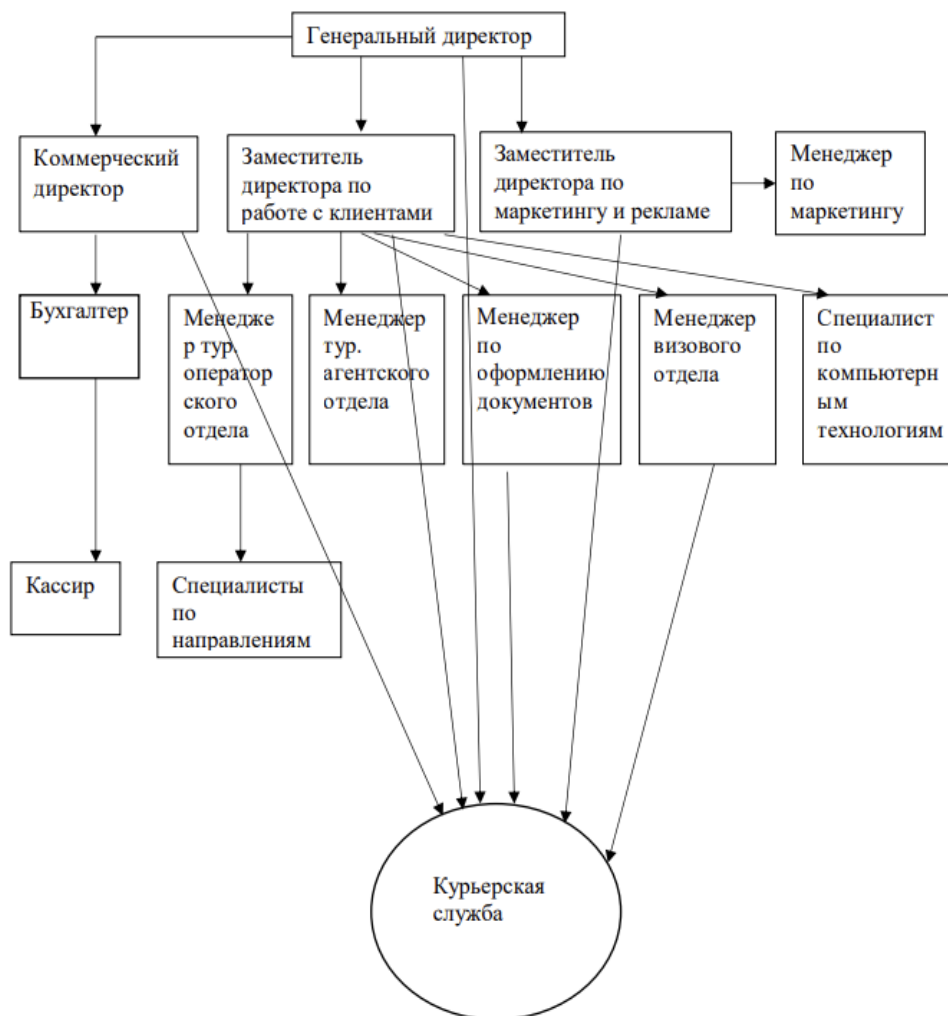 Генеральный директор
Коммерческий
директор
Заместитель
директора по
работе с клиентами
Заместитель
директора по
маркетингу и рекламе
Менеджер
по
маркетингу
Бухгалтер
Менедже
р тур.
оператор
ского
отдела
Менеджер
тур.
агентского
отдела
Менеджер
по
оформлению
документов
Менеджер
визового
отдела
Специалист
по
компьютерн
ым
технологиям
Кассир
Специалисты
по
направлениям
Курьерская
служба